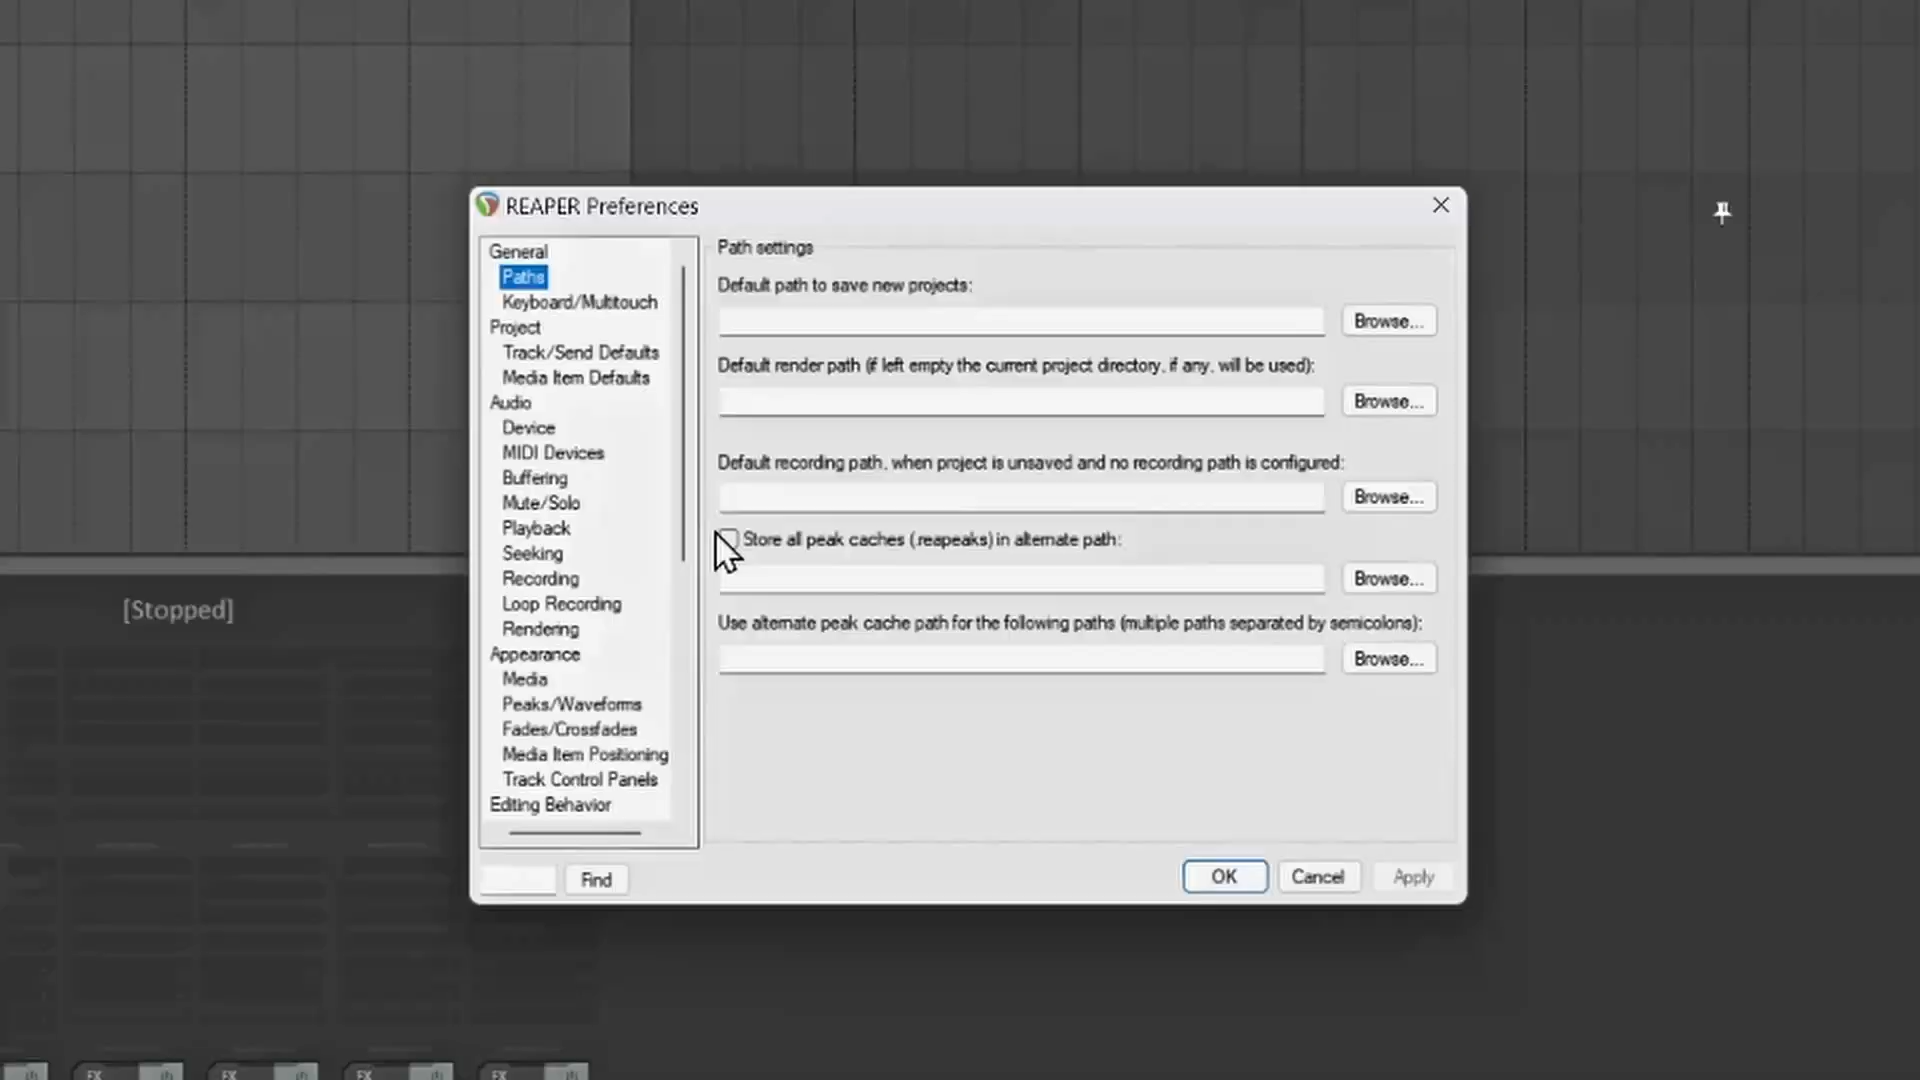 REAPER Preferences
General
Paths
Keyboard/Multitouch
Project
Track/Send Defaults
Media Item Defaults
Audio
Device
MIDI Devices
Buffering
Mute/Solo
Playback
Seeking
Recording
Loop Recording
Rendering
Appearance
Media
Peaks/Waveforms
Fades/Crossfades
Media Item Positioning
Track Control Panels
Editing Behavior
Find
Path settings
Default path to save new projects:
Browse...
Default render path (if left empty the current project directory, if any, will be used):
Browse...
Default recording path, when project is unsaved and no recording path is configured:
Browse...
Store all peak caches (.reapeaks) in alternate path:
Browse...
Use alternate peak cache path for the following paths (multiple paths separated by semicolons):
Browse...
OK
Cancel
Apply
[Stopped]
FX
FX
FX
FX